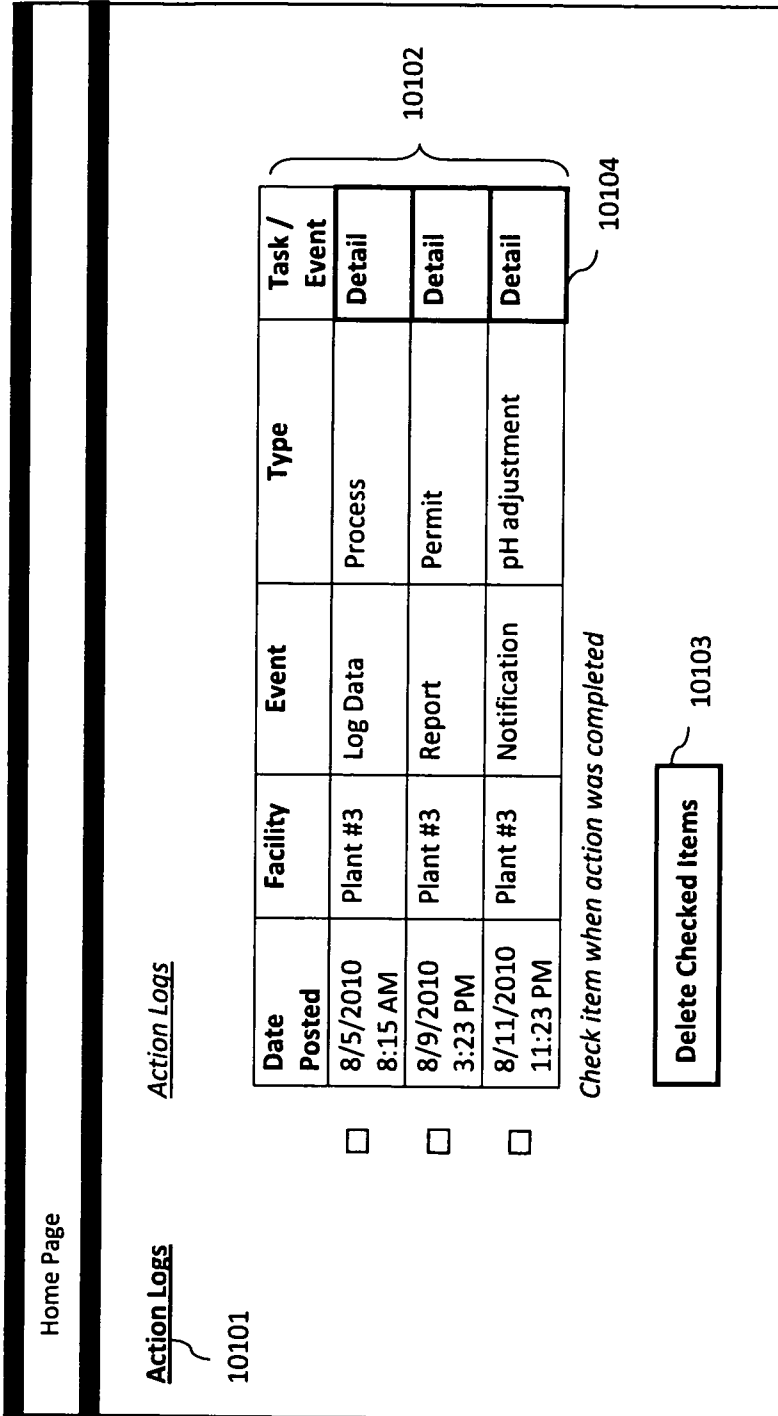 Home Page
Action Logs
10101
Action Logs
Date Posted Facility Event Type Task / Event
8/5/2010 8:15 AM Plant #3 Log Data Process Detail
8/9/2010 3:23 PM Plant #3 Report Permit Detail
8/11/2010 11:23 PM Plant #3 Notification pH adjustment Detail
10102
10104
Check item when action was completed
Delete Checked Items
10103